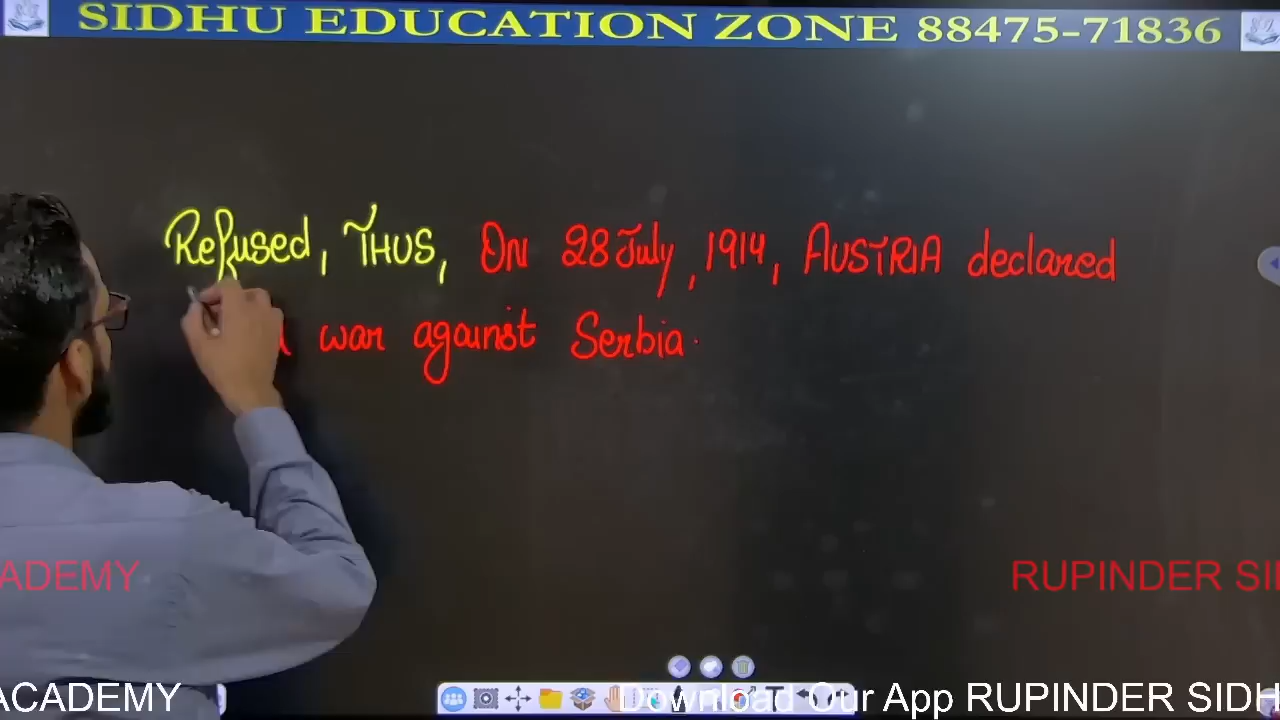 SIDHU EDUCATION ZONE 88475-71836
Refused, THUS, ON 28 July, 1914, AUSTRIA declared
war against Serbia.
ADEMY
RUPINDER SI
ACADEMY
Download Our App RUPINDER SIDH